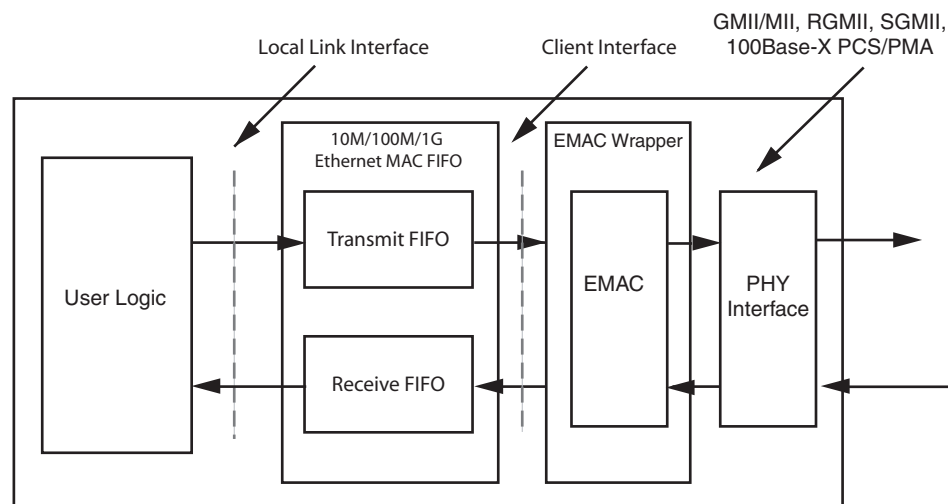 GMII/MII, RGMII, SGMII,
100Base-X PCS/PMA
Local Link Interface
Client Interface
10M/100M/1G
Ethernet MAC FIFO
EMAC Wrapper
Transmit FIFO
User Logic
EMAC
PHY
Interface
Receive FIFO